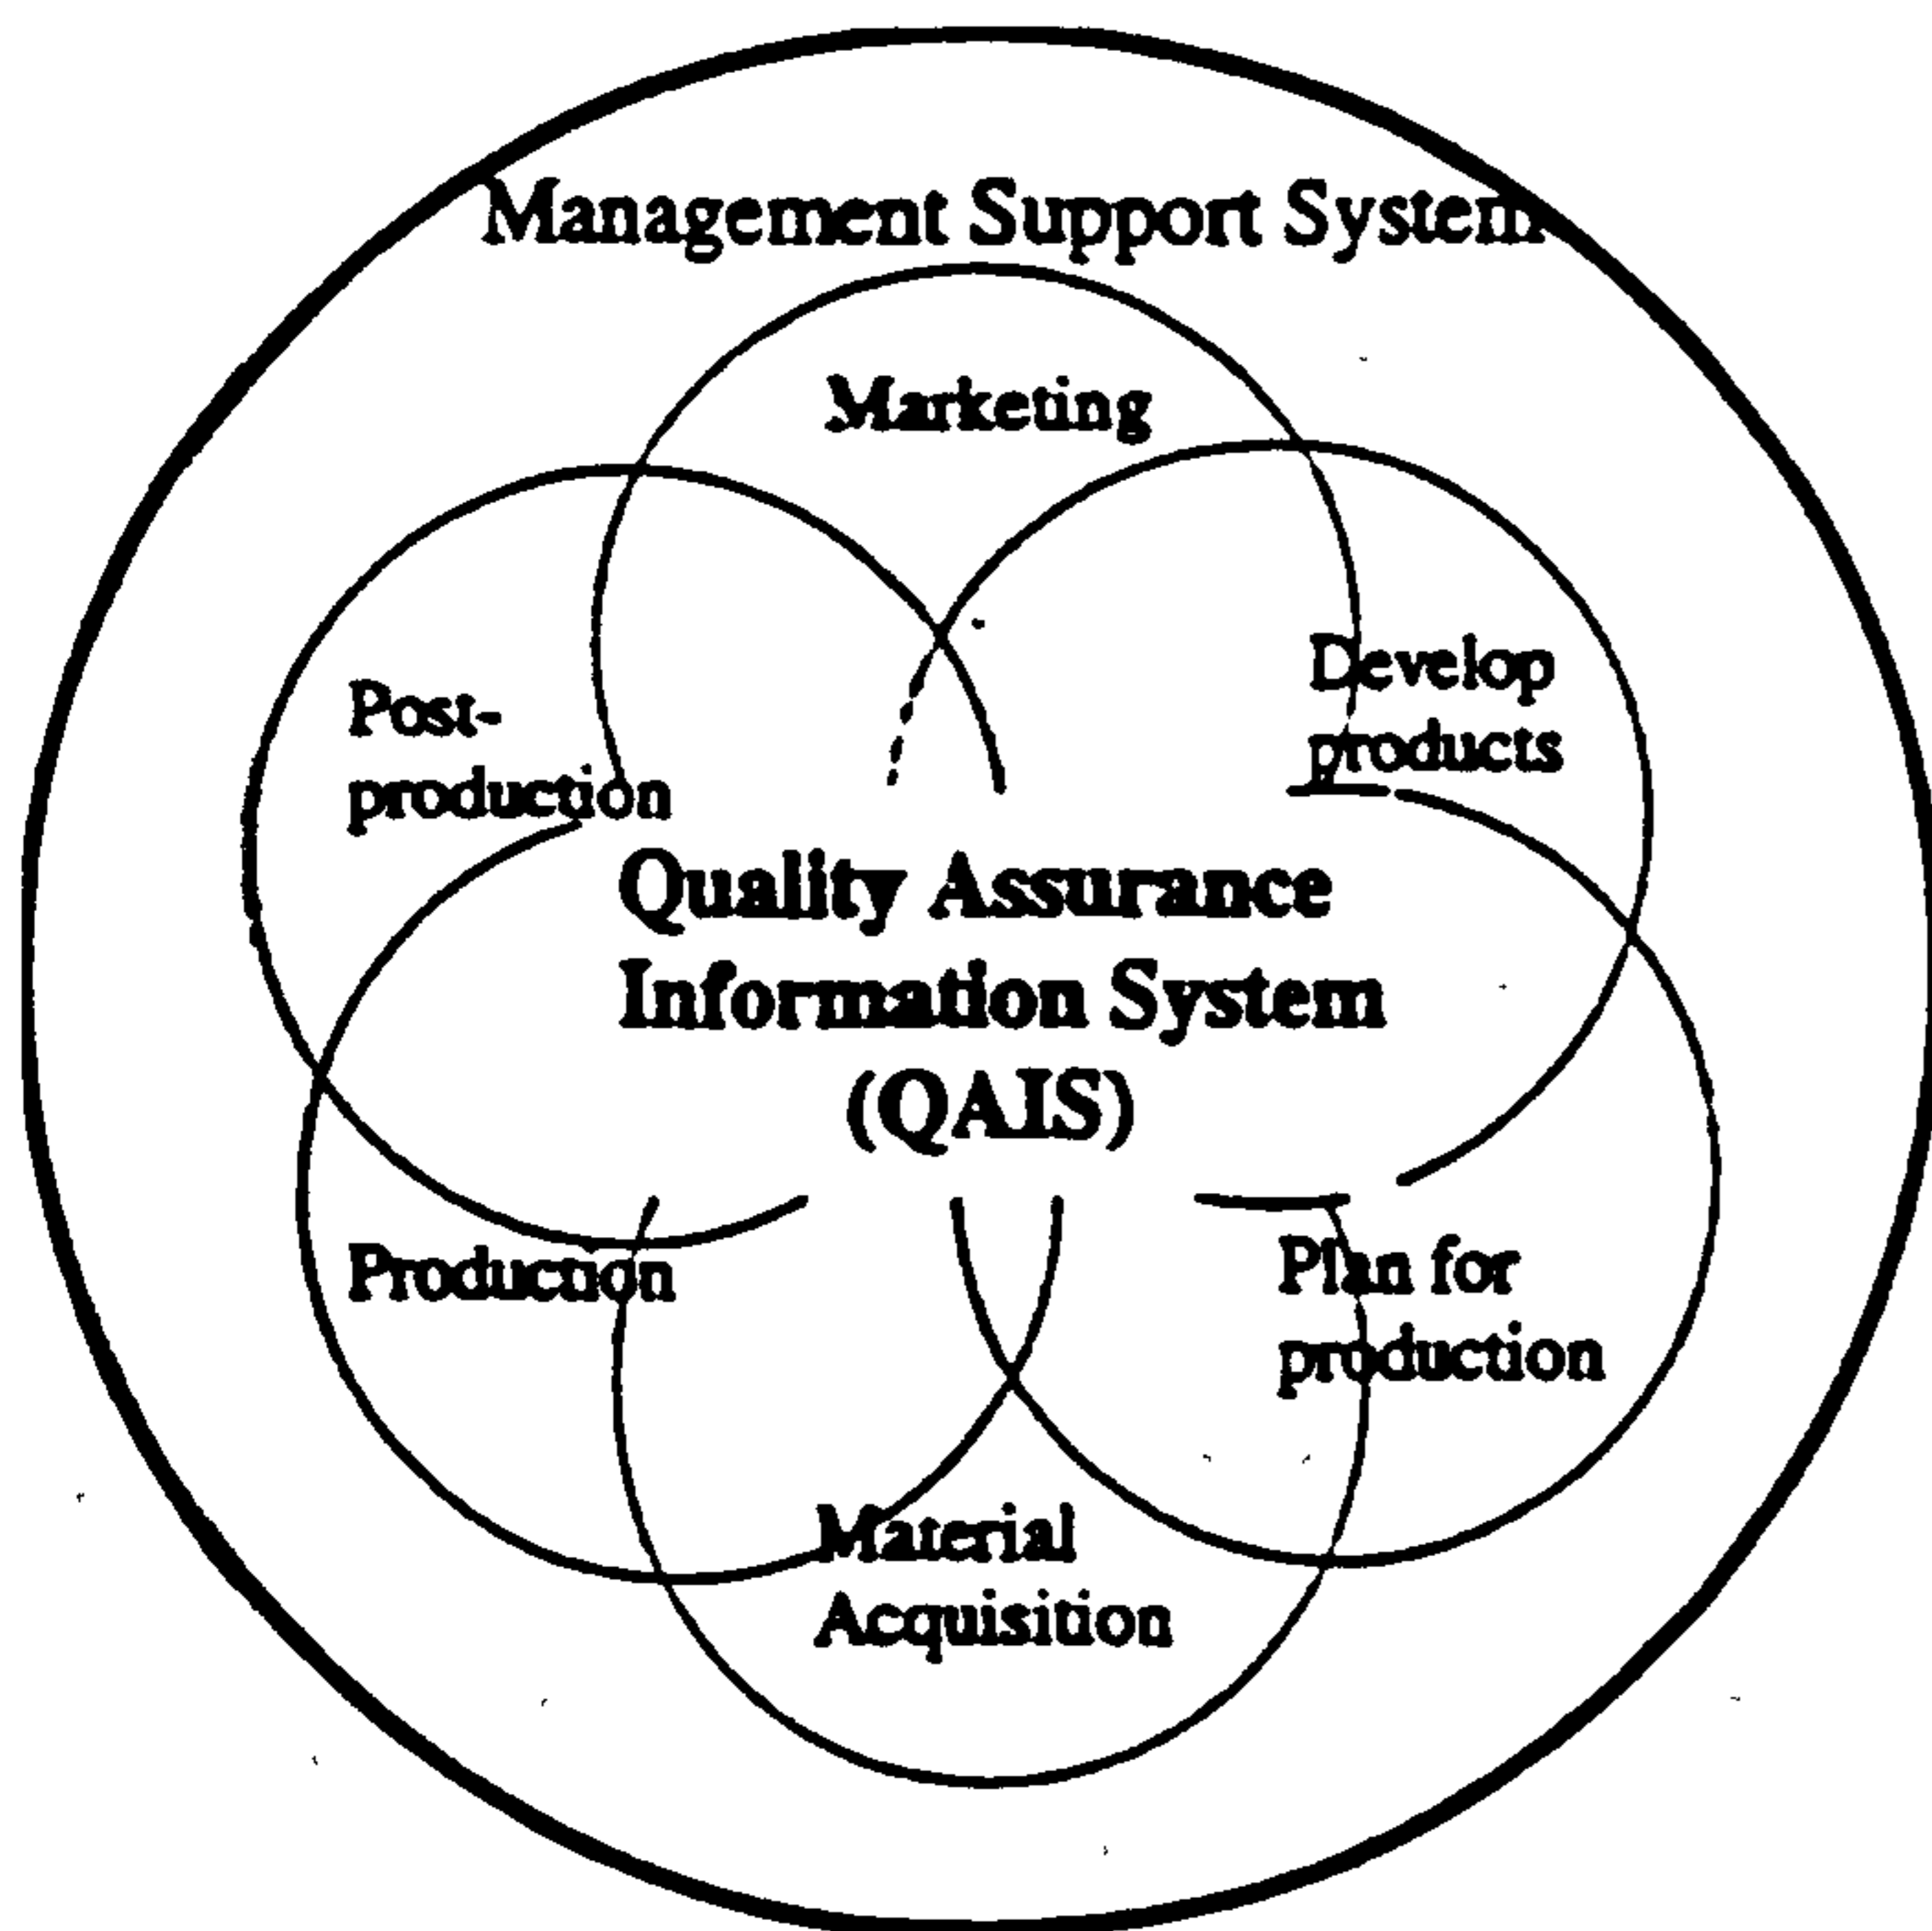 Management Support System
Marketing
Develop
products
Post-
production
Quality Assurance
Information System
(QAIS)
Production
Plan for
production
Material
Acquisition